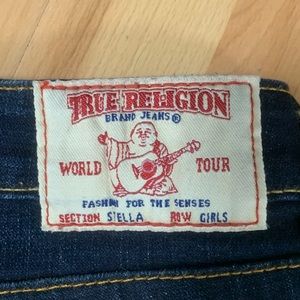 TRUE RELIGION
BRAND JEANS®
WORLD TOUR
FASHION FOR THE SENSES
SECTION STELLA ROW GIRLS